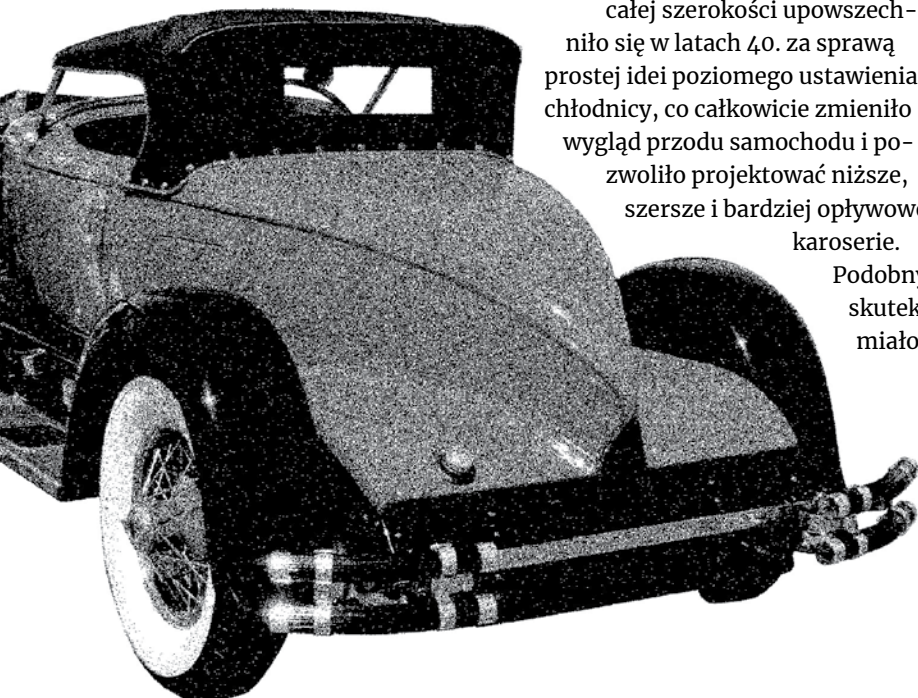 całej szerokości upowszech-
niło się w latach 40. za sprawą
prostej idei poziomego ustawienia
chłodnicy, co całkowicie zmieniło
wygląd przodu samochodu i po-
zwoliło projektować niższe,
szersze i bardziej opływowe
karoserie.
Podobny
skutek
miało